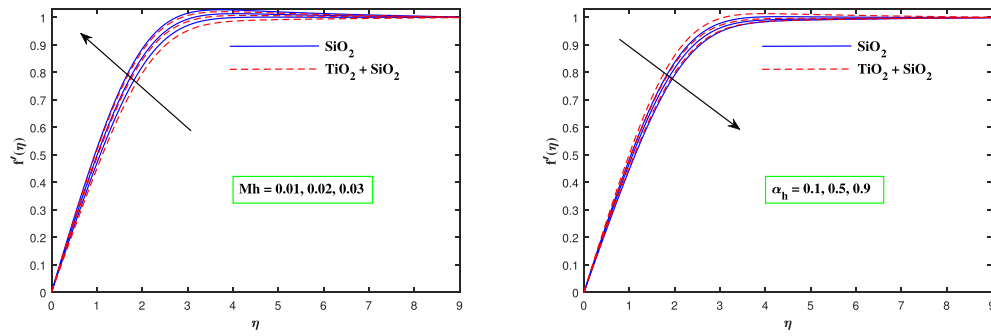 f′(η)
1
0.9
0.8
0.7
0.6
0.5
0.4
0.3
0.2
0.1
0
0 1 2 3 4 5 6 7 8 9
η
SiO₂
TiO₂ + SiO₂
Mh = 0.01, 0.02, 0.03
f′(η)
1
0.9
0.8
0.7
0.6
0.5
0.4
0.3
0.2
0.1
0
0 1 2 3 4 5 6 7 8 9
η
SiO₂
TiO₂ + SiO₂
αₕ = 0.1, 0.5, 0.9